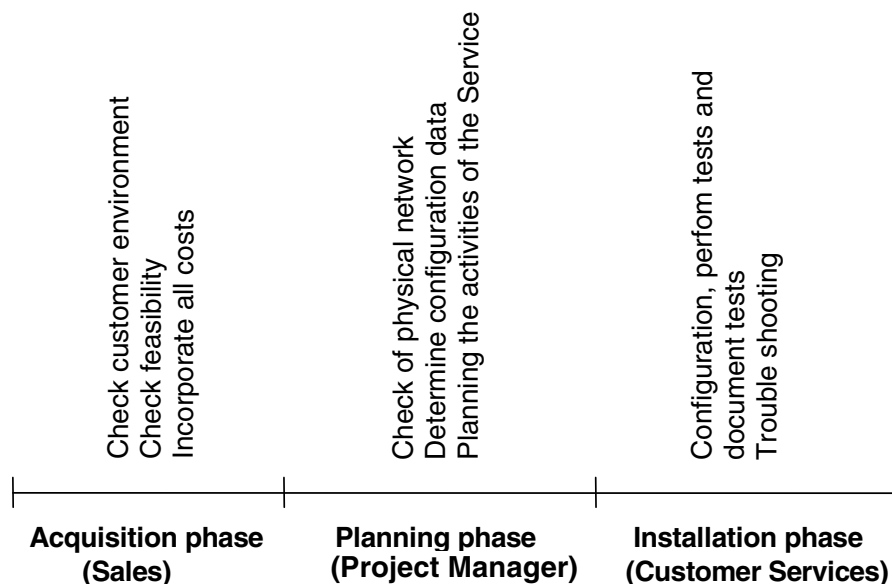 Check customer environment
Check feasibility
Incorporate all costs
Check of physical network
Determine configuration data
Planning the activities of the Service
Configuration, perfom tests and
document tests
Trouble shooting
Acquisition phase
(Sales)
Planning phase
(Project Manager)
Installation phase
(Customer Services)